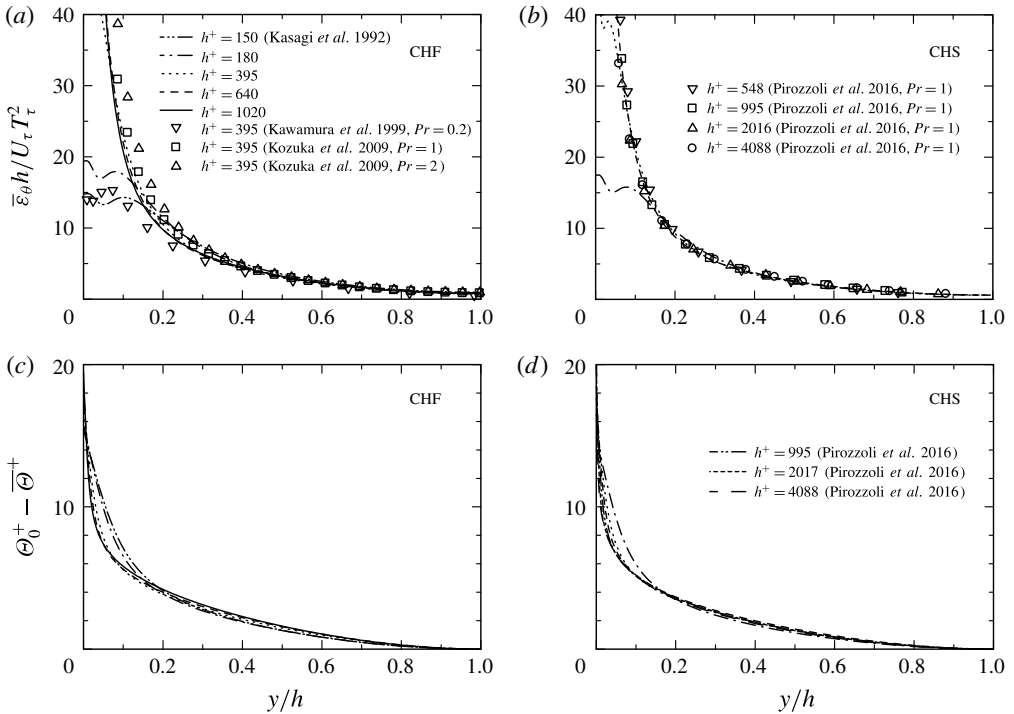 (a)
40
30
20
10
0
0.2
0.4
0.6
0.8
1.0
ε̄_θ h/U_τ T_τ^2
h^+ = 150 (Kasagi et al. 1992)
h^+ = 180
h^+ = 395
h^+ = 640
h^+ = 1020
h^+ = 395 (Kawamura et al. 1999, Pr = 0.2)
h^+ = 395 (Kozuka et al. 2009, Pr = 1)
h^+ = 395 (Kozuka et al. 2009, Pr = 2)
CHF
(b)
40
30
20
10
0
0.2
0.4
0.6
0.8
1.0
CHS
h^+ = 548 (Pirozzoli et al. 2016, Pr = 1)
h^+ = 995 (Pirozzoli et al. 2016, Pr = 1)
h^+ = 2016 (Pirozzoli et al. 2016, Pr = 1)
h^+ = 4088 (Pirozzoli et al. 2016, Pr = 1)
(c)
20
10
0
0.2
0.4
0.6
0.8
1.0
Θ_0^+ − Θ̄^+
CHF
y/h
(d)
20
10
0
0.2
0.4
0.6
0.8
1.0
CHS
h^+ = 995 (Pirozzoli et al. 2016)
h^+ = 2017 (Pirozzoli et al. 2016)
h^+ = 4088 (Pirozzoli et al. 2016)
y/h